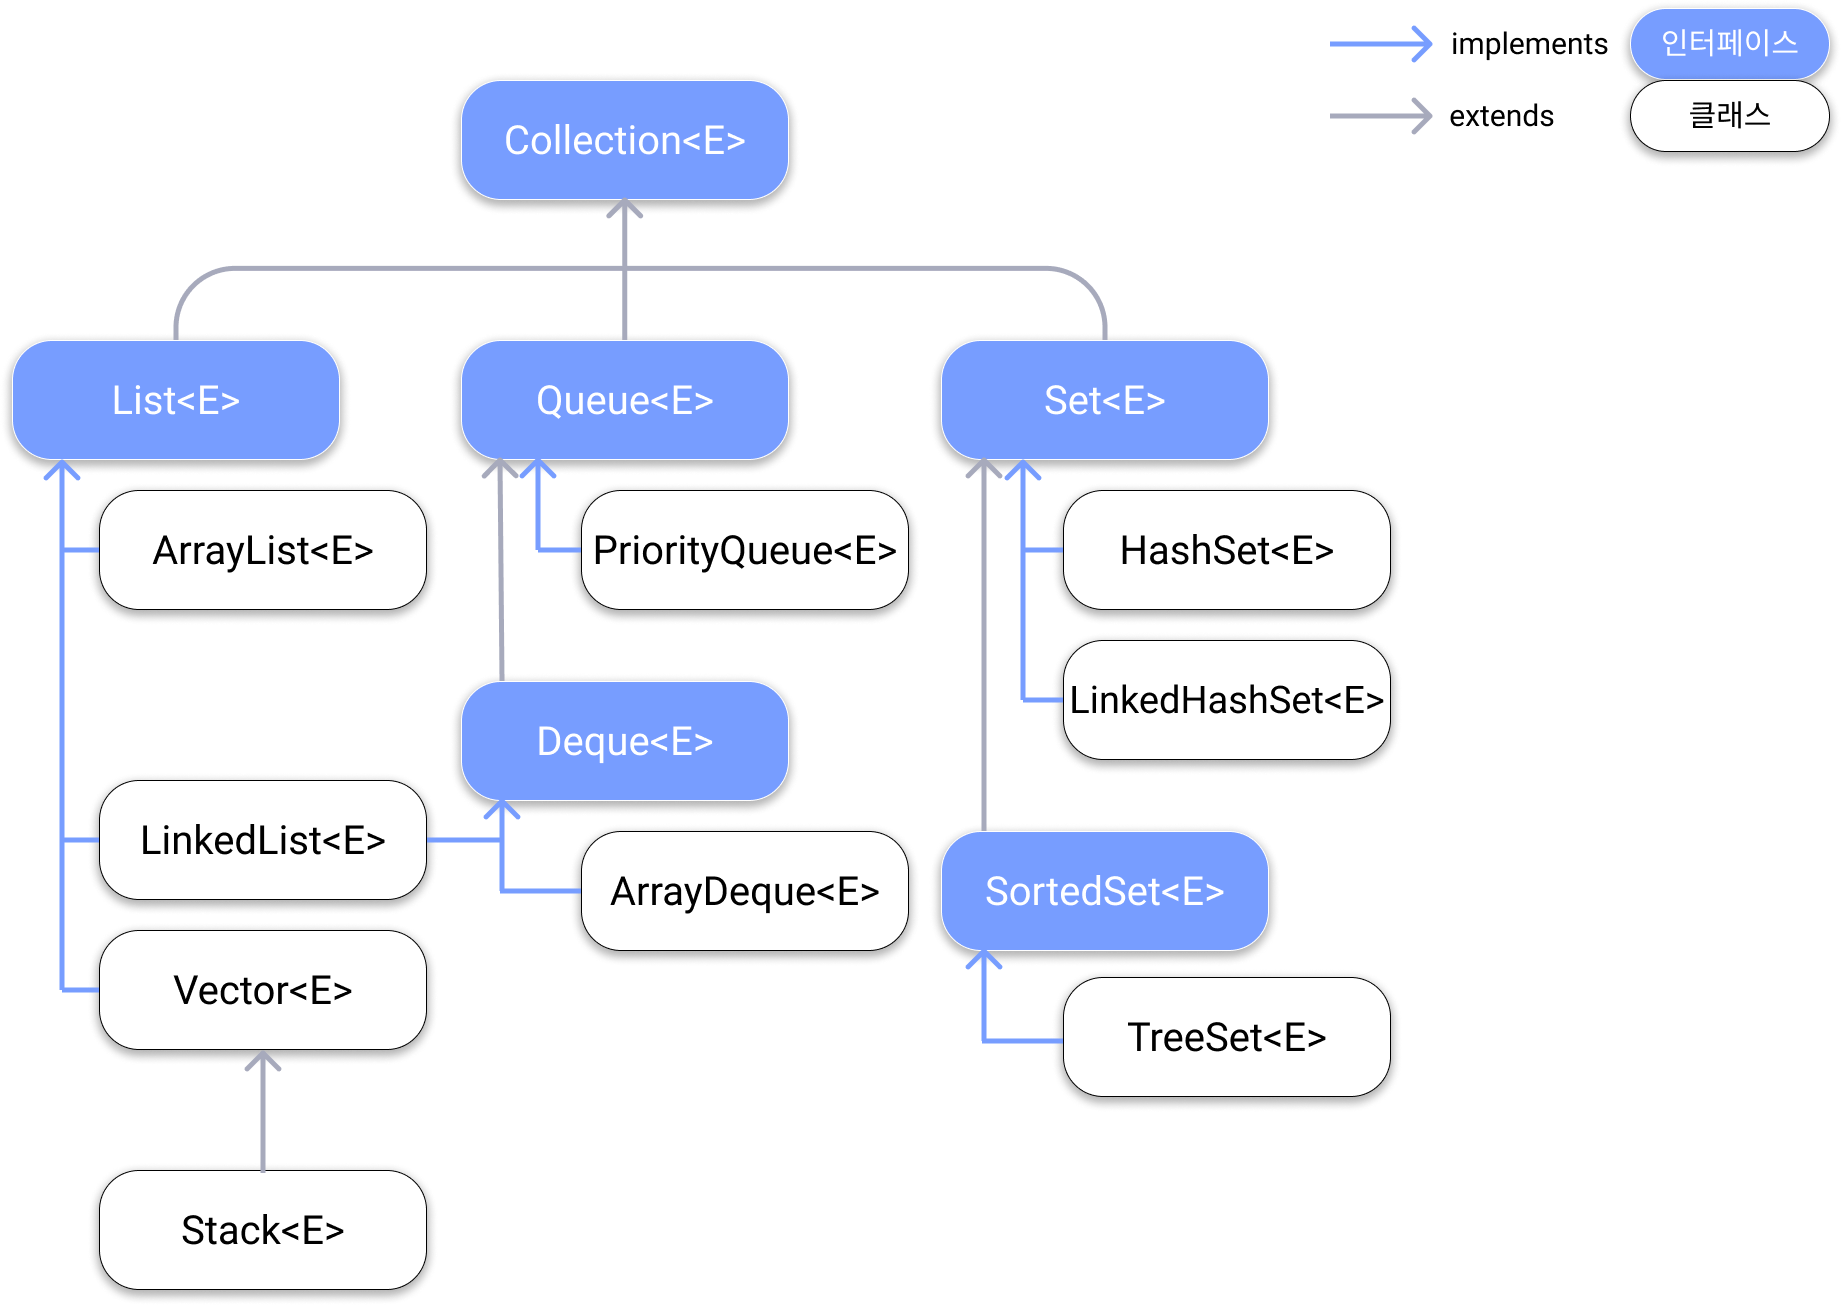 implements
인터페이스
extends
클래스
Collection<E>
List<E>
Queue<E>
Set<E>
ArrayList<E>
PriorityQueue<E>
HashSet<E>
LinkedHashSet<E>
Deque<E>
LinkedList<E>
ArrayDeque<E>
SortedSet<E>
Vector<E>
TreeSet<E>
Stack<E>